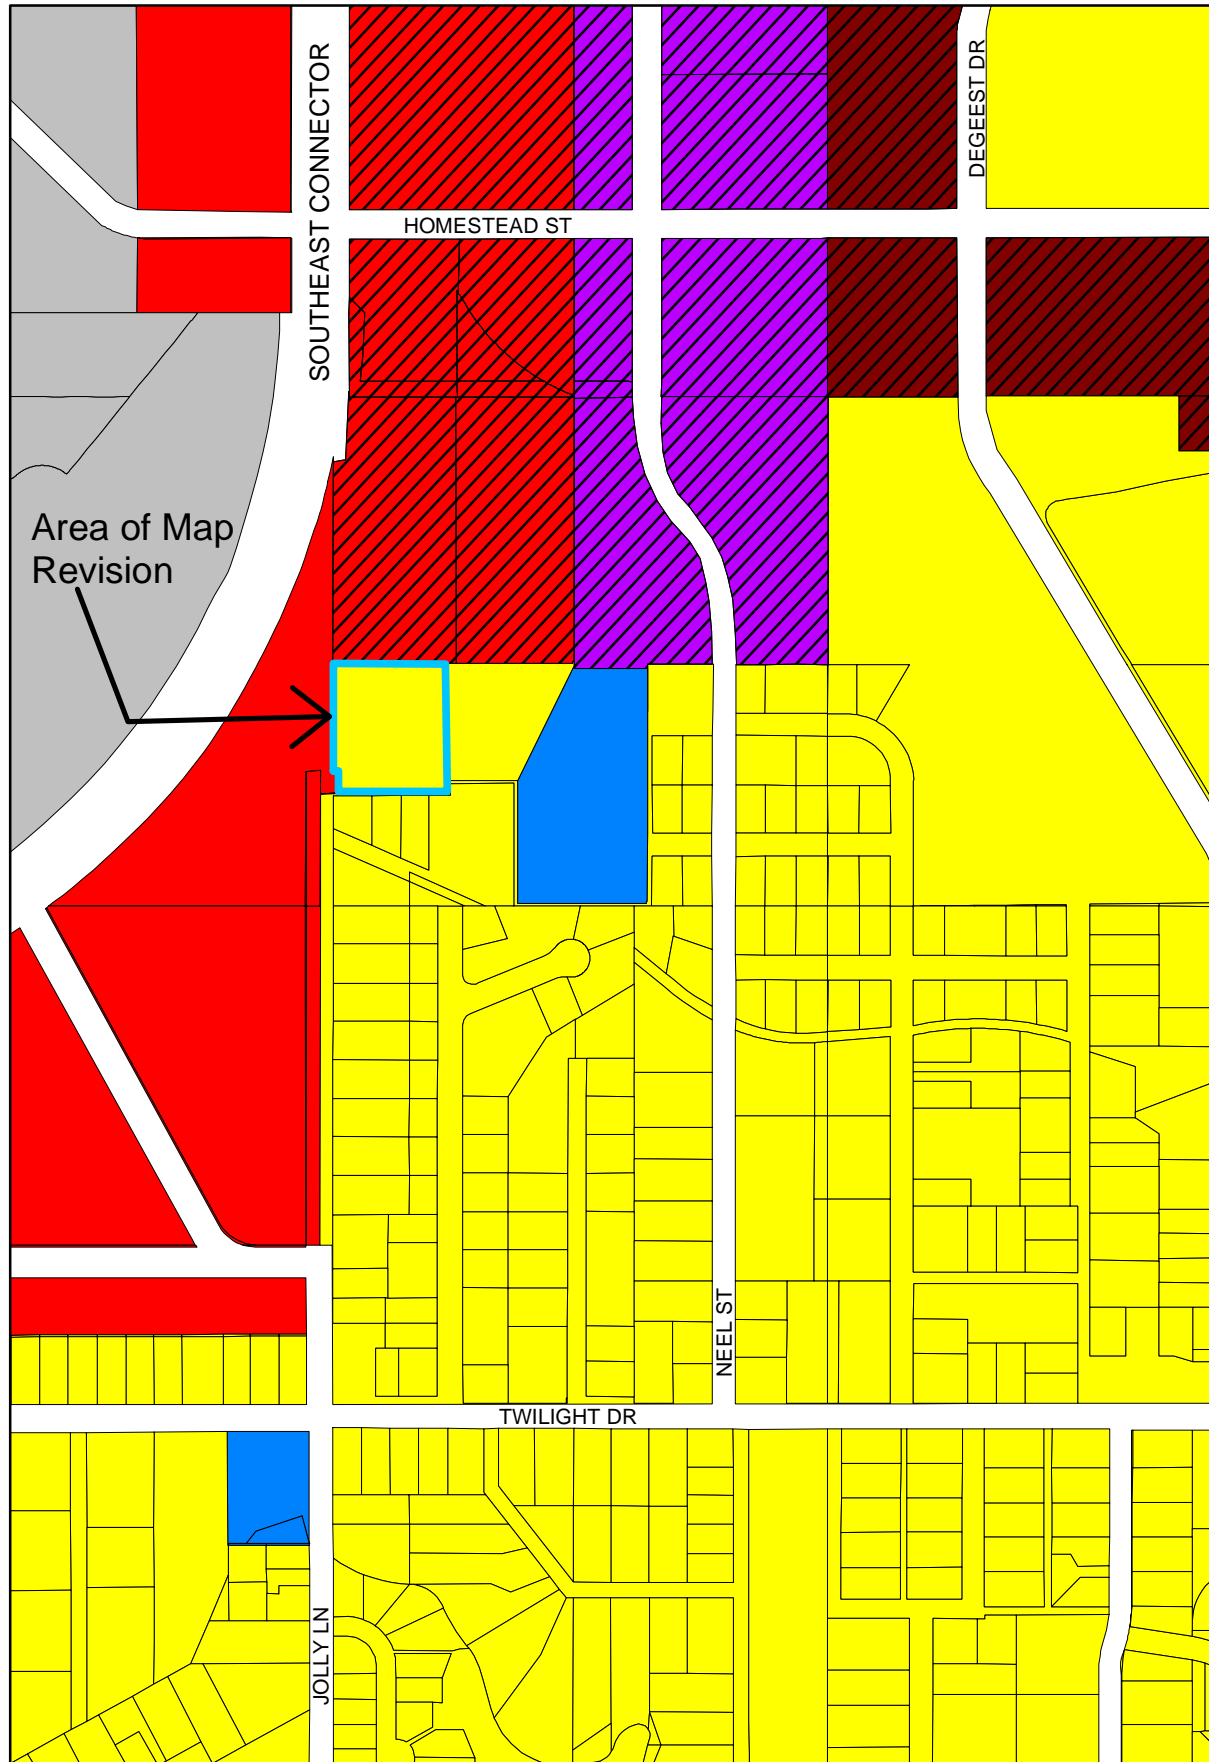 DEGEEST DR
SOUTHEAST CONNECTOR
HOMESTEAD ST
Area of Map
Revision
NEEL ST
TWILIGHT DR
JOLLY LN